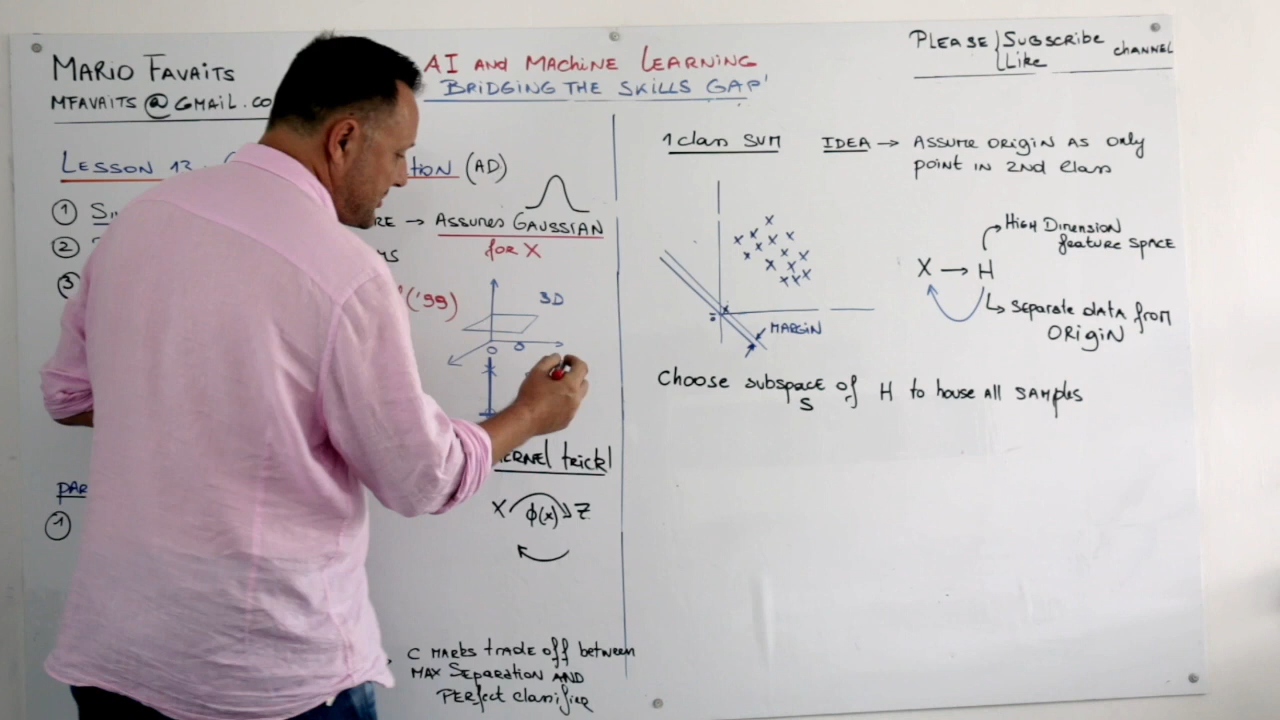 MARIO FAVAITS
MFAVAITS@GMAIL.CO
AI AND MACHINE LEARNING
BRIDGING THE SKILLS GAP'
PLEASE SUBSCRIBE
LIKE
CHANNEL
LESSON 13
(AD)
1
→ ASSUMES GAUSSIAN
for X
2
3
('99)
3D
KERNEL trick!
X φ(x) Z
1
C MARKS trade off between
MAX SEPARATION AND
PERfect classifier
1 class SVM
IDEA → ASSUME ORIGIN AS ONLY
POINT IN 2ND CLASS
HIGH DIMENSION
feature SPACE
X → H
Separate DATA from
ORIGIN
MARGIN
Choose subspace of H to house All SAMples
S